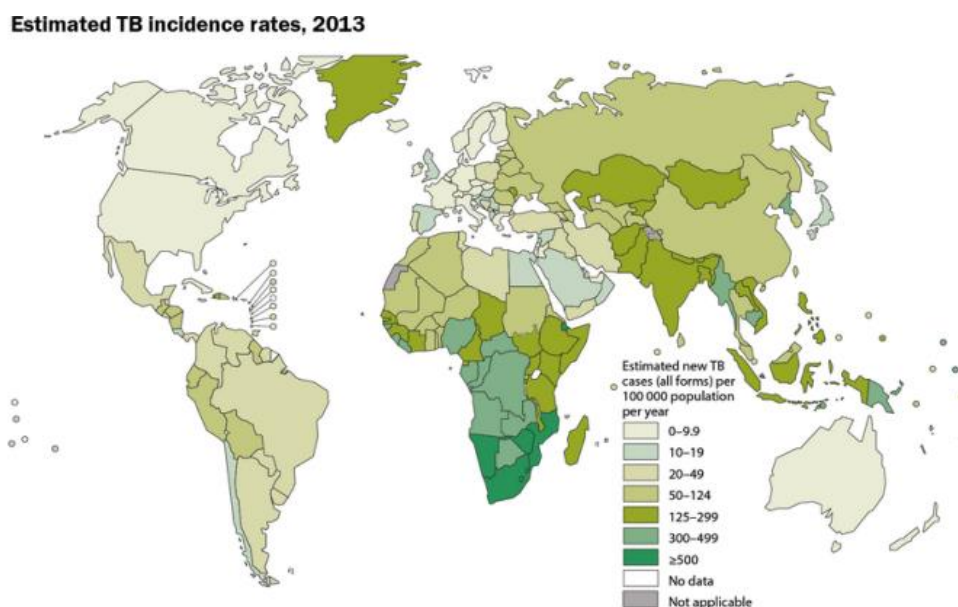 Estimated TB incidence rates, 2013
Estimated new TB
cases (all forms) per
100 000 population
per year
0–9.9
10–19
20–49
50–124
125–299
300–499
≥500
No data
Not applicable